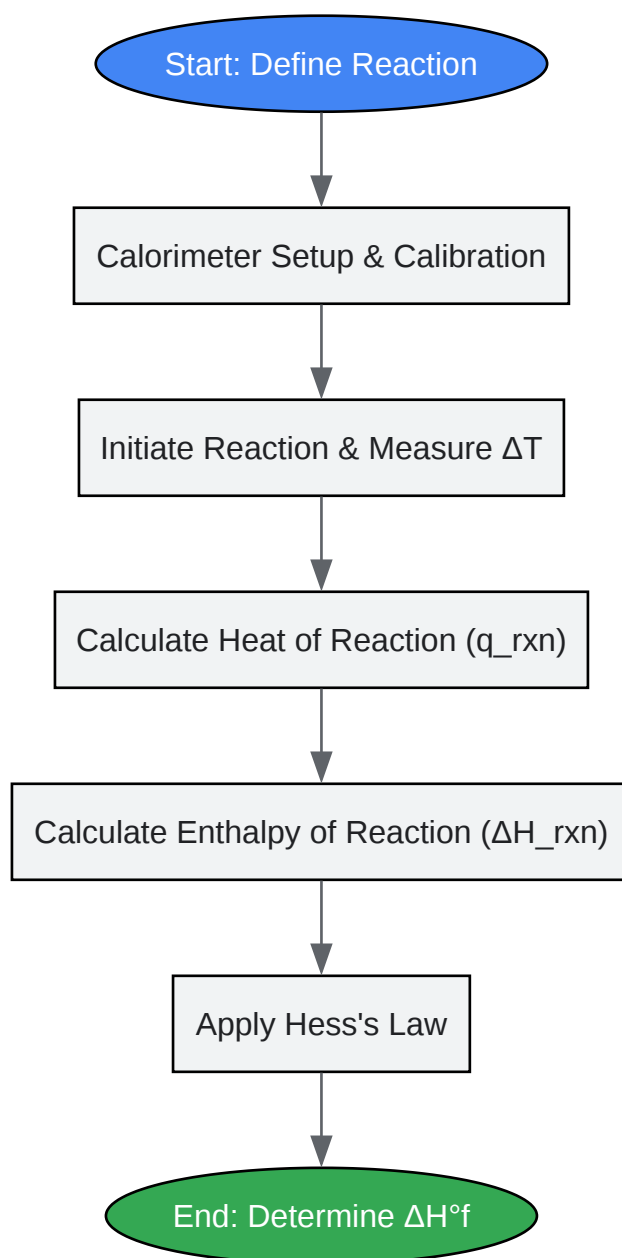 Start: Define Reaction
Calorimeter Setup & Calibration
Initiate Reaction & Measure ΔT
Calculate Heat of Reaction (q_rxn)
Calculate Enthalpy of Reaction (ΔH_rxn)
Apply Hess's Law
End: Determine ΔH°f